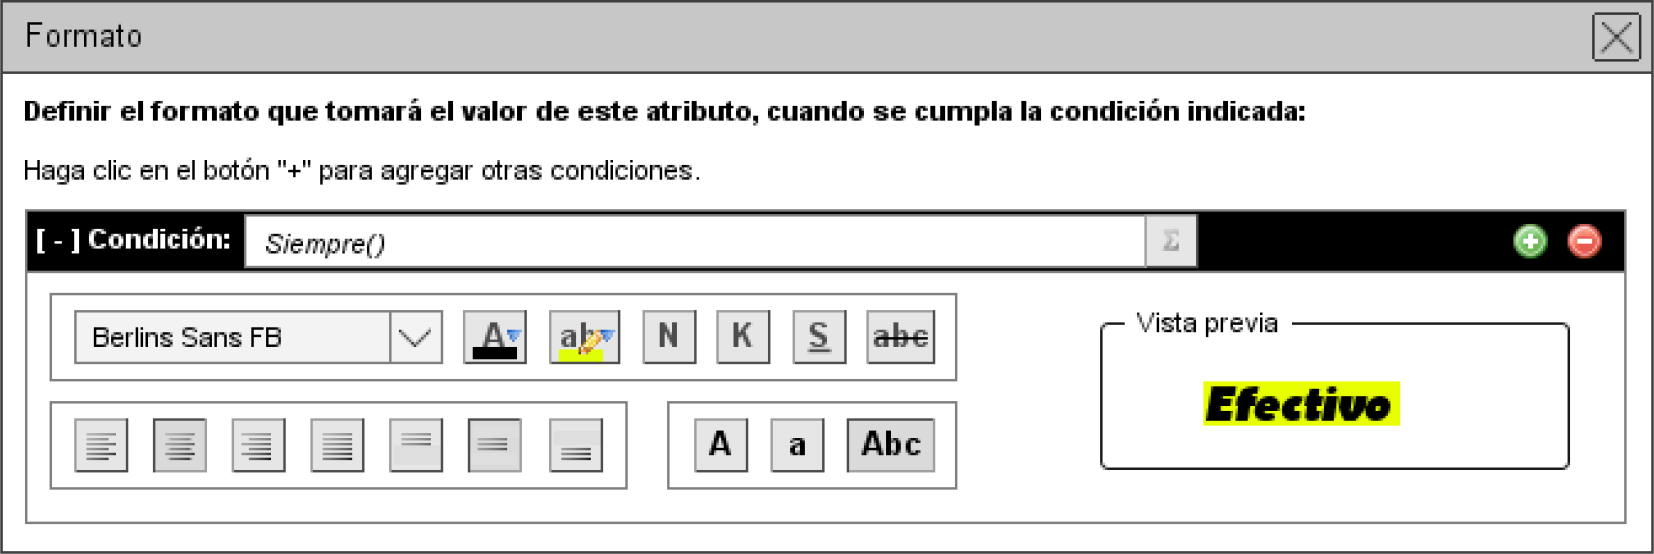 Formato
Definir el formato que tomará el valor de este atributo, cuando se cumpla la condición indicada:
Haga clic en el botón "+" para agregar otras condiciones.
[ - ] Condición: Siempre() Σ
Berlins Sans FB A ab N K S abc
Vista previa
Efectivo
A a Abc